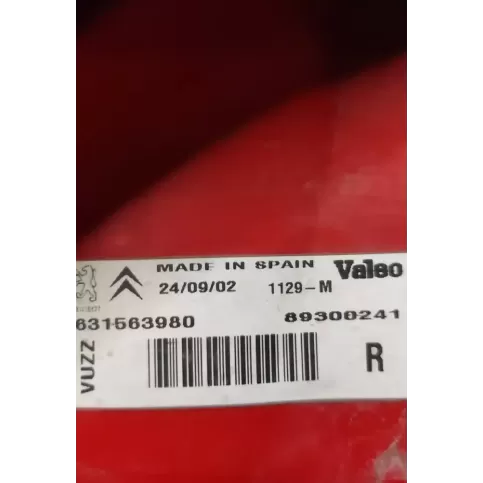 MADE IN SPAIN Valeo
24/09/02 1129-M
631563980 89300241
VUZZ
R